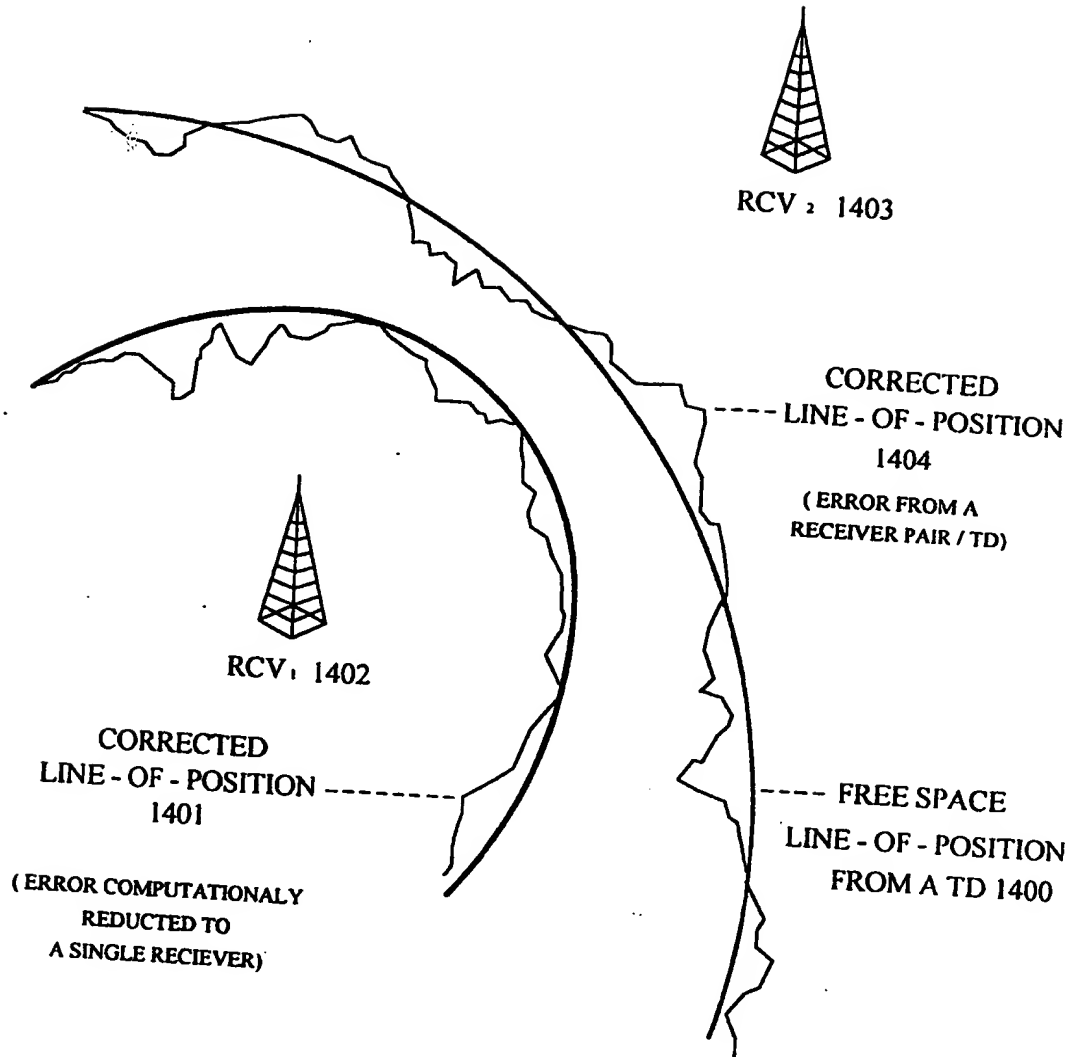 RCV 2 1403
CORRECTED
LINE - OF - POSITION
1404
( ERROR FROM A
RECEIVER PAIR / TD)
RCV 1 1402
CORRECTED
LINE - OF - POSITION
1401
( ERROR COMPUTATIONALY
REDUCTED TO
A SINGLE RECIEVER)
FREE SPACE
LINE - OF - POSITION
FROM A TD 1400